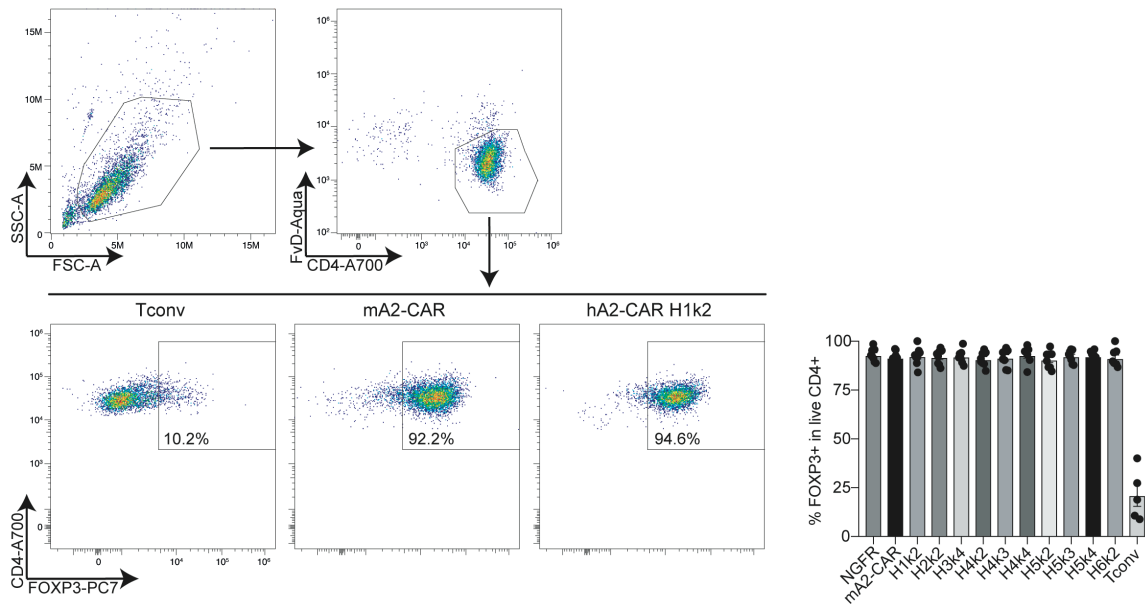 15M
10M
5M
0
SSC-A
0
5M
10M
15M
FSC-A
10⁶
10⁵
10⁴
10³
10²
FvD-Aqua
0
10³
10⁴
10⁵
10⁶
CD4-A700
Tconv
mA2-CAR
hA2-CAR H1k2
10⁶
10⁵
10⁴
10³
0
CD4-A700
10.2%
92.2%
94.6%
0
10⁴
10⁵
10⁶
FOXP3-PC7
% FOXP3+ in live CD4+
100
75
50
25
0
NGFR
mA2-CAR
H1k2
H2k2
H3k4
H4k2
H4k3
H4k4
H5k2
H5k3
H5k4
H6k2
Tconv